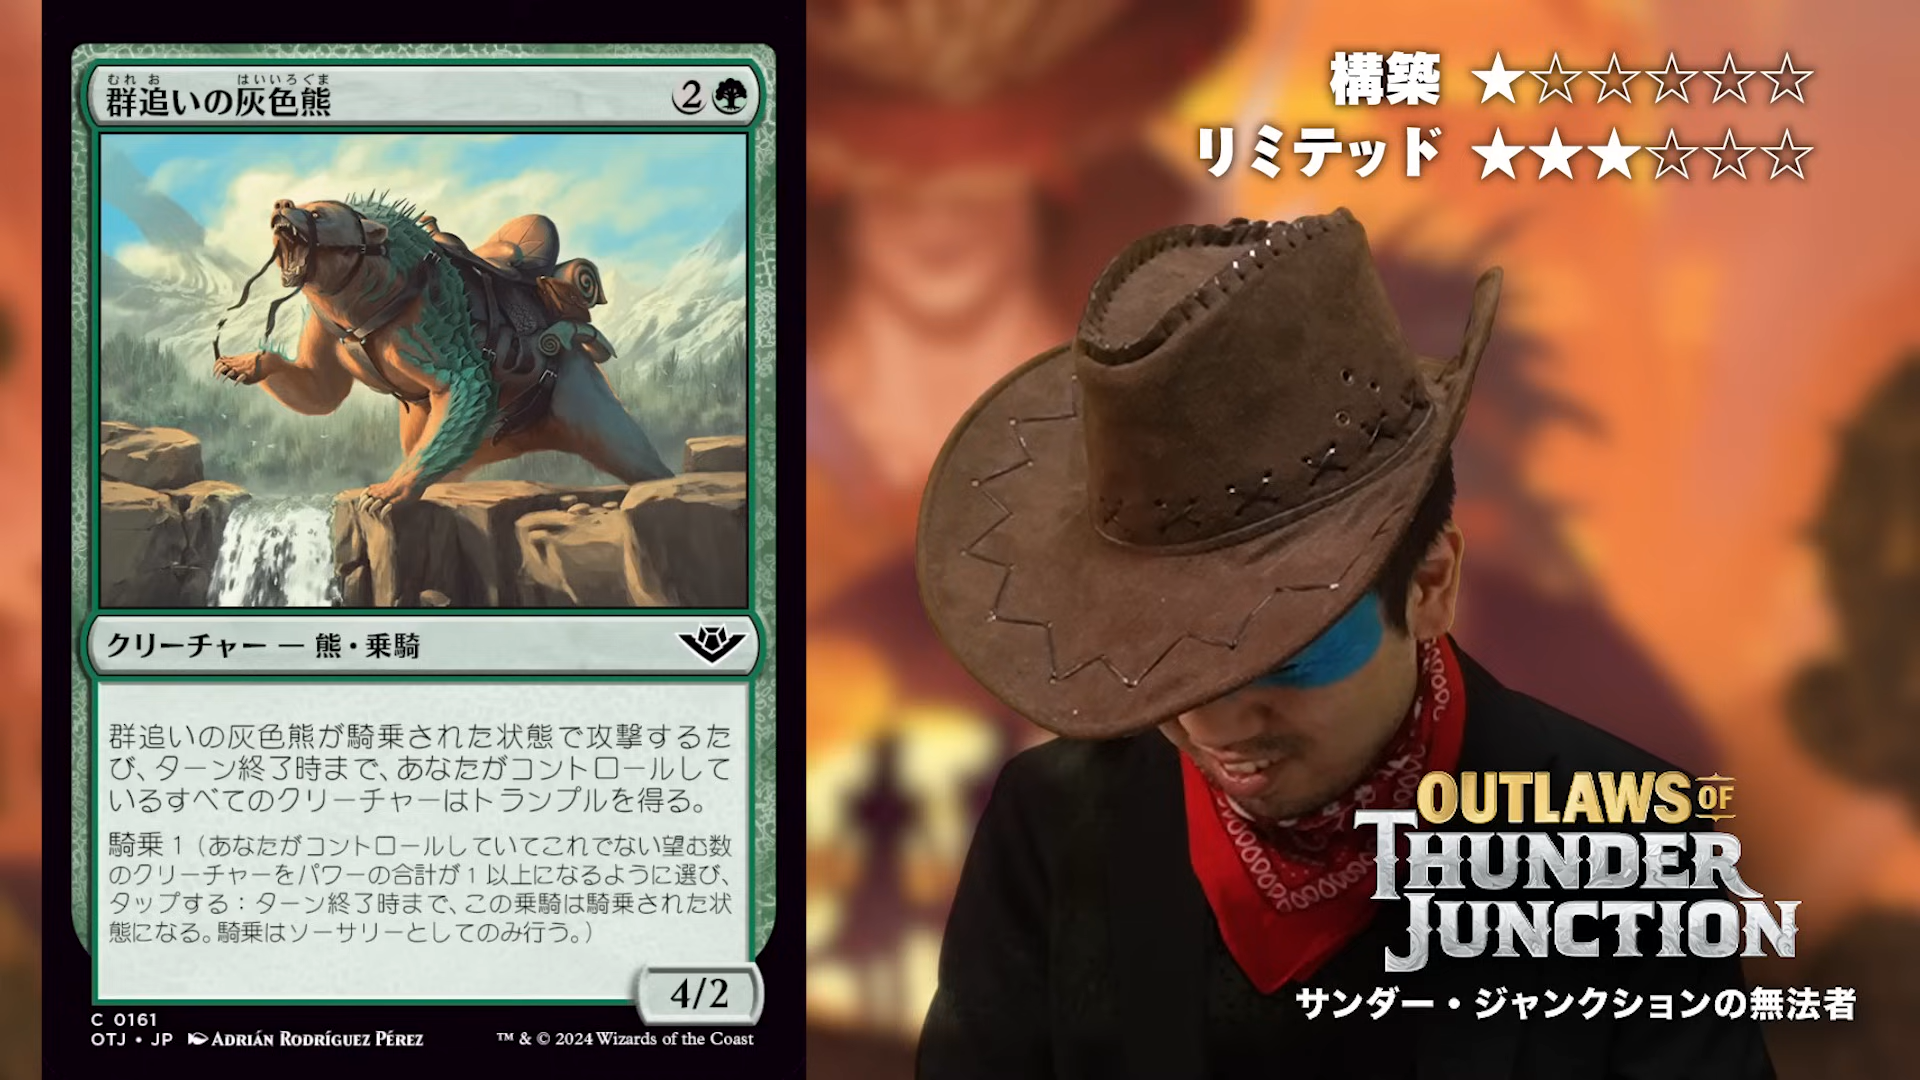 むれ お はいいろぐま
群追いの灰色熊 2
クリーチャー — 熊・乗騎
群追いの灰色熊が騎乗された状態で攻撃するた
び、ターン終了時まで、あなたがコントロールして
いるすべてのクリーチャーはトランプルを得る。
騎乗 1（あなたがコントロールしていてこれでない望む数
のクリーチャーをパワーの合計が1以上になるように選び、
タップする：ターン終了時まで、この乗騎は騎乗された状
態になる。騎乗はソーサリーとしてのみ行う。）
4/2
C 0161
OTJ • JP ADRIÁN RODRÍGUEZ PÉREZ
™ & © 2024 Wizards of the Coast
構築 ★☆☆☆☆☆
リミテッド ★★★☆☆☆
OUTLAWS OF
THUNDER
JUNCTION
サンダー・ジャンクションの無法者